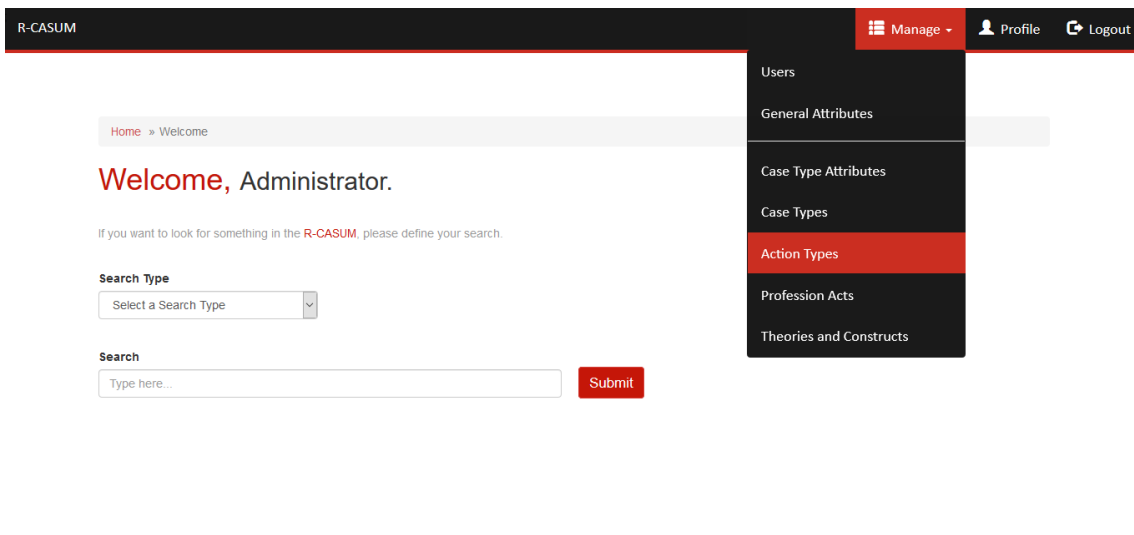 R-CASUM
Manage
Profile
Logout
Users
General Attributes
Case Type Attributes
Case Types
Action Types
Profession Acts
Theories and Constructs
Home » Welcome
Welcome, Administrator.
If you want to look for something in the R-CASUM, please define your search.
Search Type
Select a Search Type
Search
Type here...
Submit